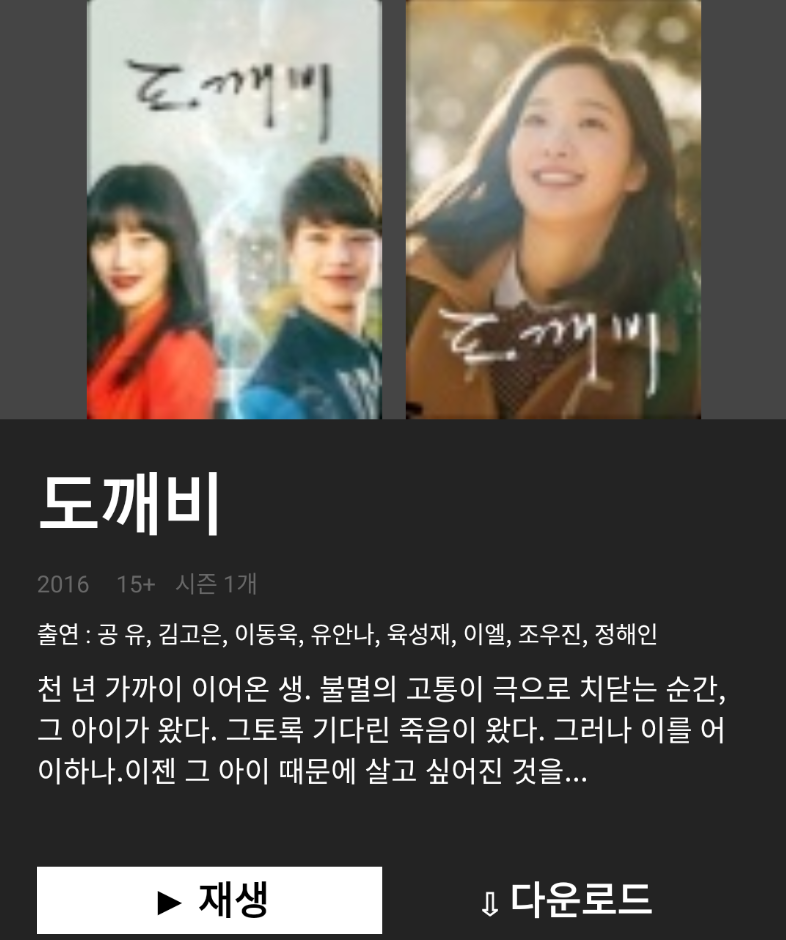 도깨비
도깨비
도깨비
2016 15+ 시즌 1개
출연 : 공 유, 김고은, 이동욱, 유안나, 육성재, 이엘, 조우진, 정해인
천 년 가까이 이어온 생. 불멸의 고통이 극으로 치닫는 순간,
그 아이가 왔다. 그토록 기다린 죽음이 왔다. 그러나 이를 어
이하나.이젠 그 아이 때문에 살고 싶어진 것을...
▶ 재생
⇩ 다운로드